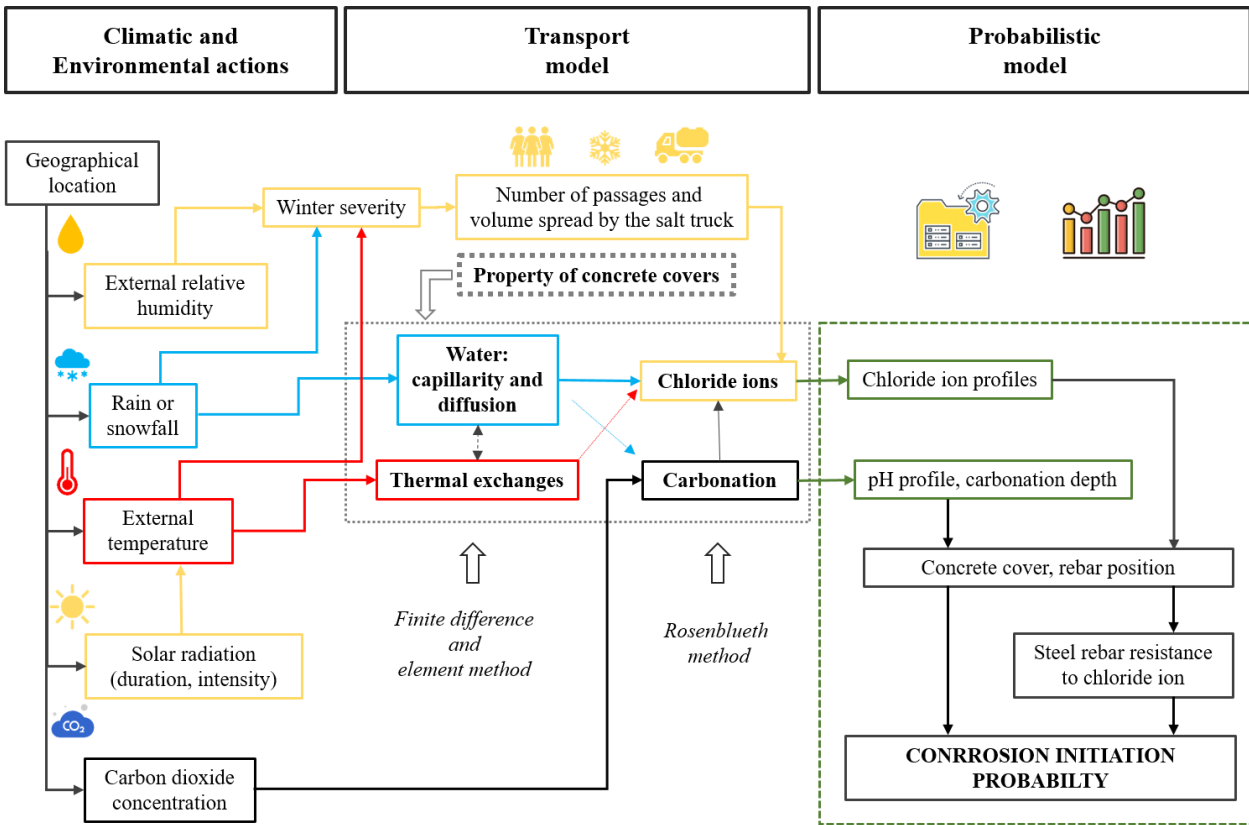 Climatic and
Environmental actions
Transport
model
Probabilistic
model
Geographical
location
Winter severity
Number of passages and
volume spread by the salt truck
External relative
humidity
Property of concrete covers
Rain or
snowfall
Water:
capillarity and
diffusion
Chloride ions
Chloride ion profiles
Thermal exchanges
Carbonation
pH profile, carbonation depth
External
temperature
Concrete cover, rebar position
Finite difference
and
element method
Rosenblueth
method
Solar radiation
(duration, intensity)
Steel rebar resistance
to chloride ion
CO₂
Carbon dioxide
concentration
CONRROSION INITIATION
PROBABILTY